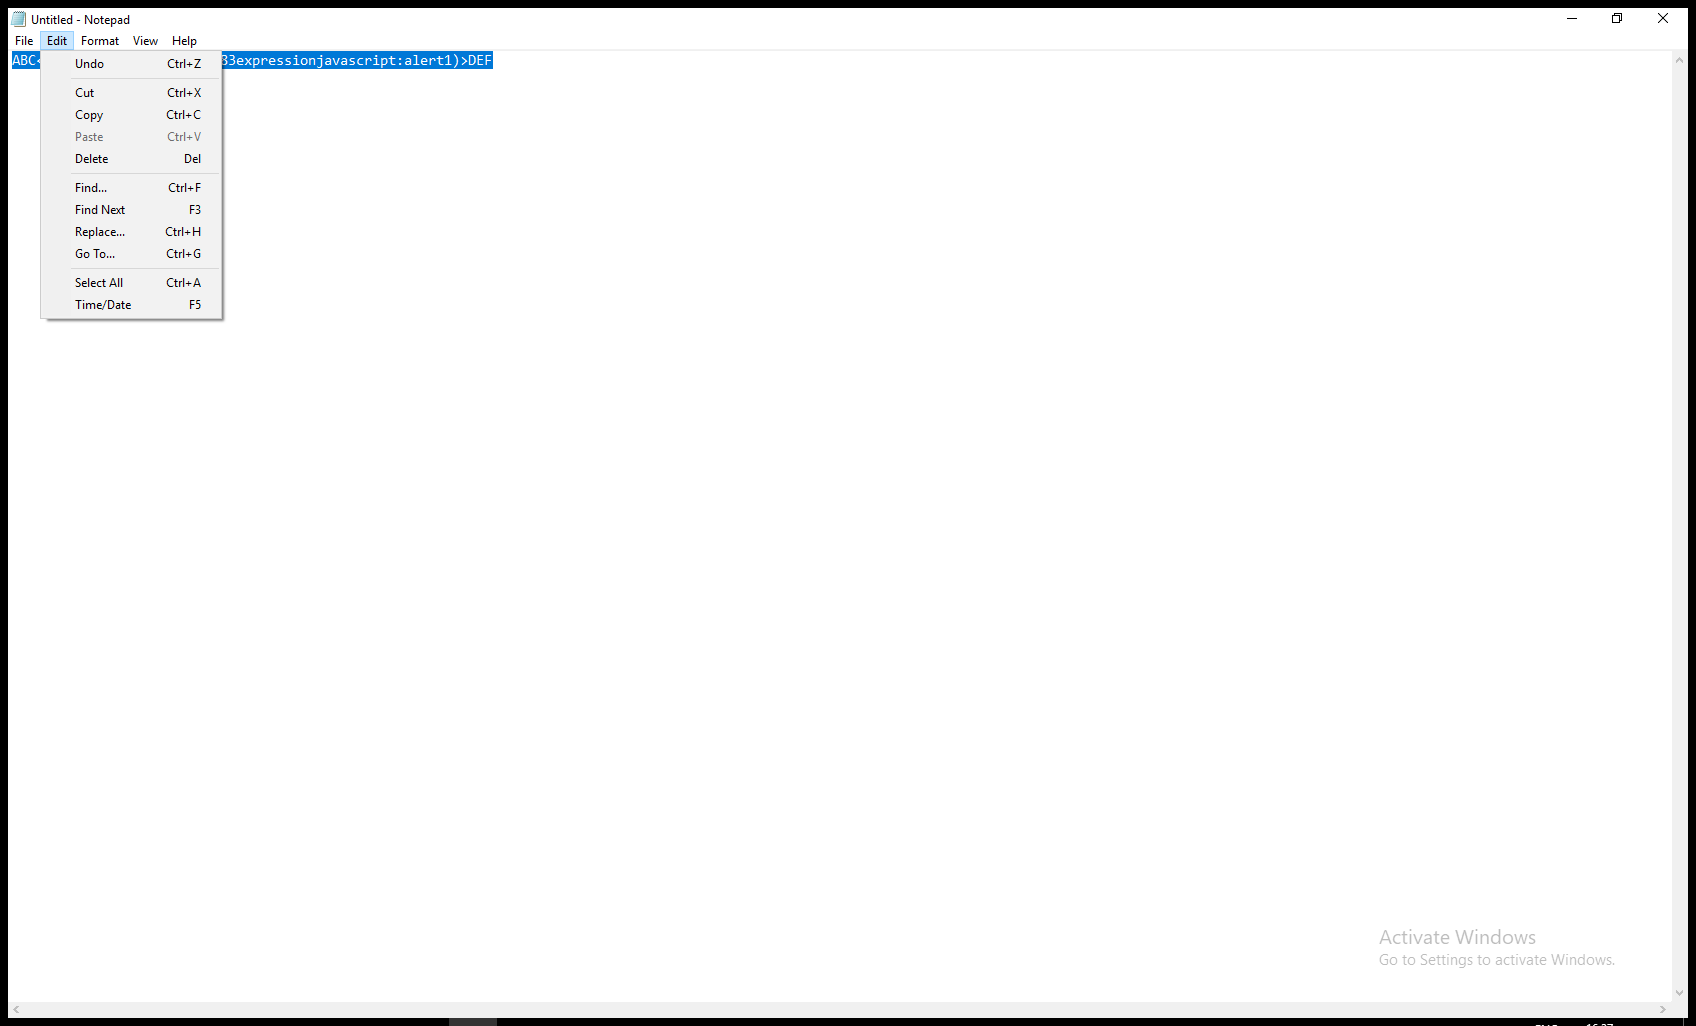 Untitled - Notepad
File Edit Format View Help
ABC< 33expressionjavascript:alert1)>DEF
Undo Ctrl+Z
Cut Ctrl+X
Copy Ctrl+C
Paste Ctrl+V
Delete Del
Find... Ctrl+F
Find Next F3
Replace... Ctrl+H
Go To... Ctrl+G
Select All Ctrl+A
Time/Date F5
Activate Windows
Go to Settings to activate Windows.